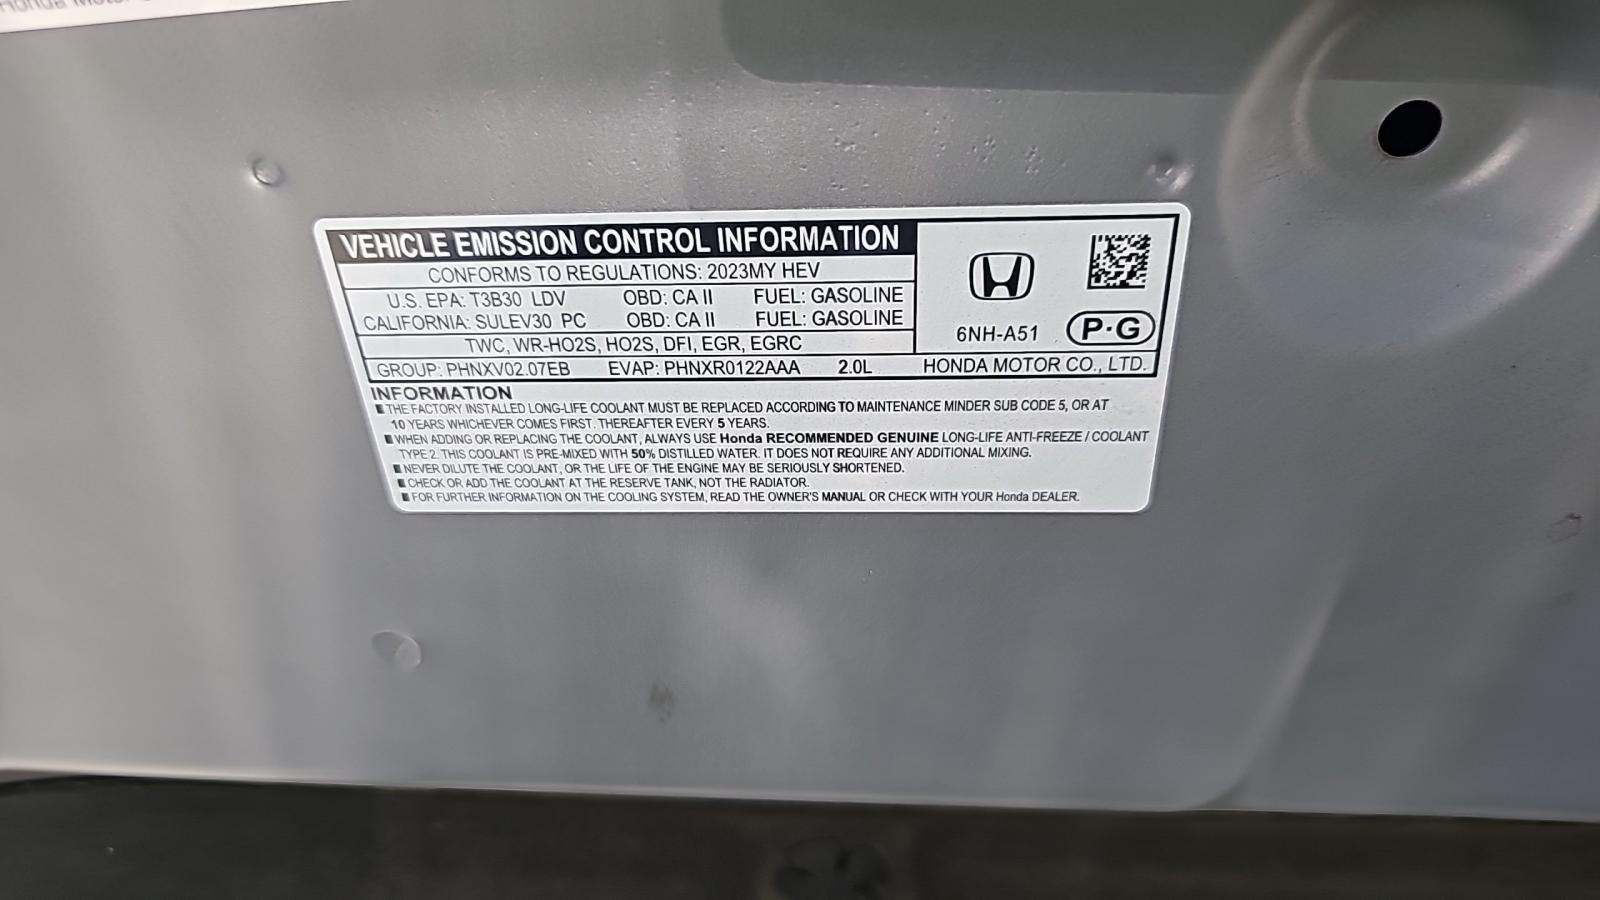 Honda Motor
VEHICLE EMISSION CONTROL INFORMATION
CONFORMS TO REGULATIONS: 2023MY HEV
U.S. EPA: T3B30 LDV OBD: CA II FUEL: GASOLINE
CALIFORNIA: SULEV30 PC OBD: CA II FUEL: GASOLINE
TWC, WR-HO2S, HO2S, DFI, EGR, EGRC
6NH-A51 P·G
GROUP: PHNXV02.07EB EVAP: PHNXR0122AAA 2.0L HONDA MOTOR CO., LTD.
INFORMATION
■ THE FACTORY INSTALLED LONG-LIFE COOLANT MUST BE REPLACED ACCORDING TO MAINTENANCE MINDER SUB CODE 5, OR AT
10 YEARS WHICHEVER COMES FIRST. THEREAFTER EVERY 5 YEARS.
■ WHEN ADDING OR REPLACING THE COOLANT, ALWAYS USE Honda RECOMMENDED GENUINE LONG-LIFE ANTI-FREEZE / COOLANT
TYPE 2. THIS COOLANT IS PRE-MIXED WITH 50% DISTILLED WATER. IT DOES NOT REQUIRE ANY ADDITIONAL MIXING.
■ NEVER DILUTE THE COOLANT, OR THE LIFE OF THE ENGINE MAY BE SERIOUSLY SHORTENED.
■ CHECK OR ADD THE COOLANT AT THE RESERVE TANK, NOT THE RADIATOR.
■ FOR FURTHER INFORMATION ON THE COOLING SYSTEM, READ THE OWNER'S MANUAL OR CHECK WITH YOUR Honda DEALER.